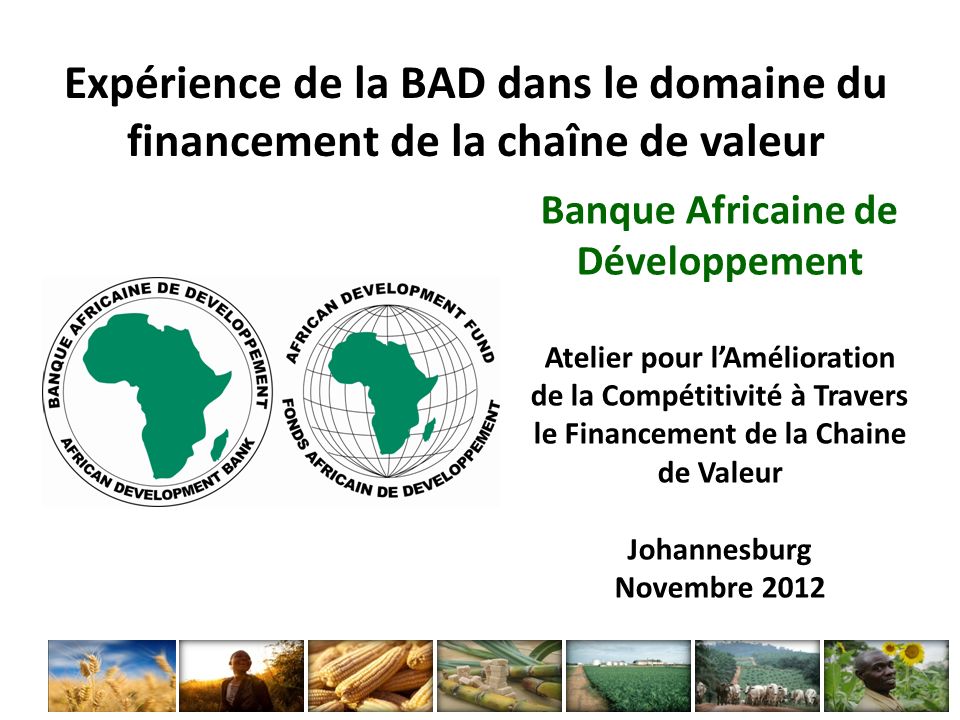 Expérience de la BAD dans le domaine du
financement de la chaîne de valeur
Banque Africaine de
Développement
BANQUE AFRICAINE DE DEVELOPPEMENT
AFRICAN DEVELOPMENT BANK
AFRICAN DEVELOPMENT FUND
FONDS AFRICAIN DE DEVELOPPEMENT
Atelier pour l’Amélioration
de la Compétitivité à Travers
le Financement de la Chaine
de Valeur
Johannesburg
Novembre 2012